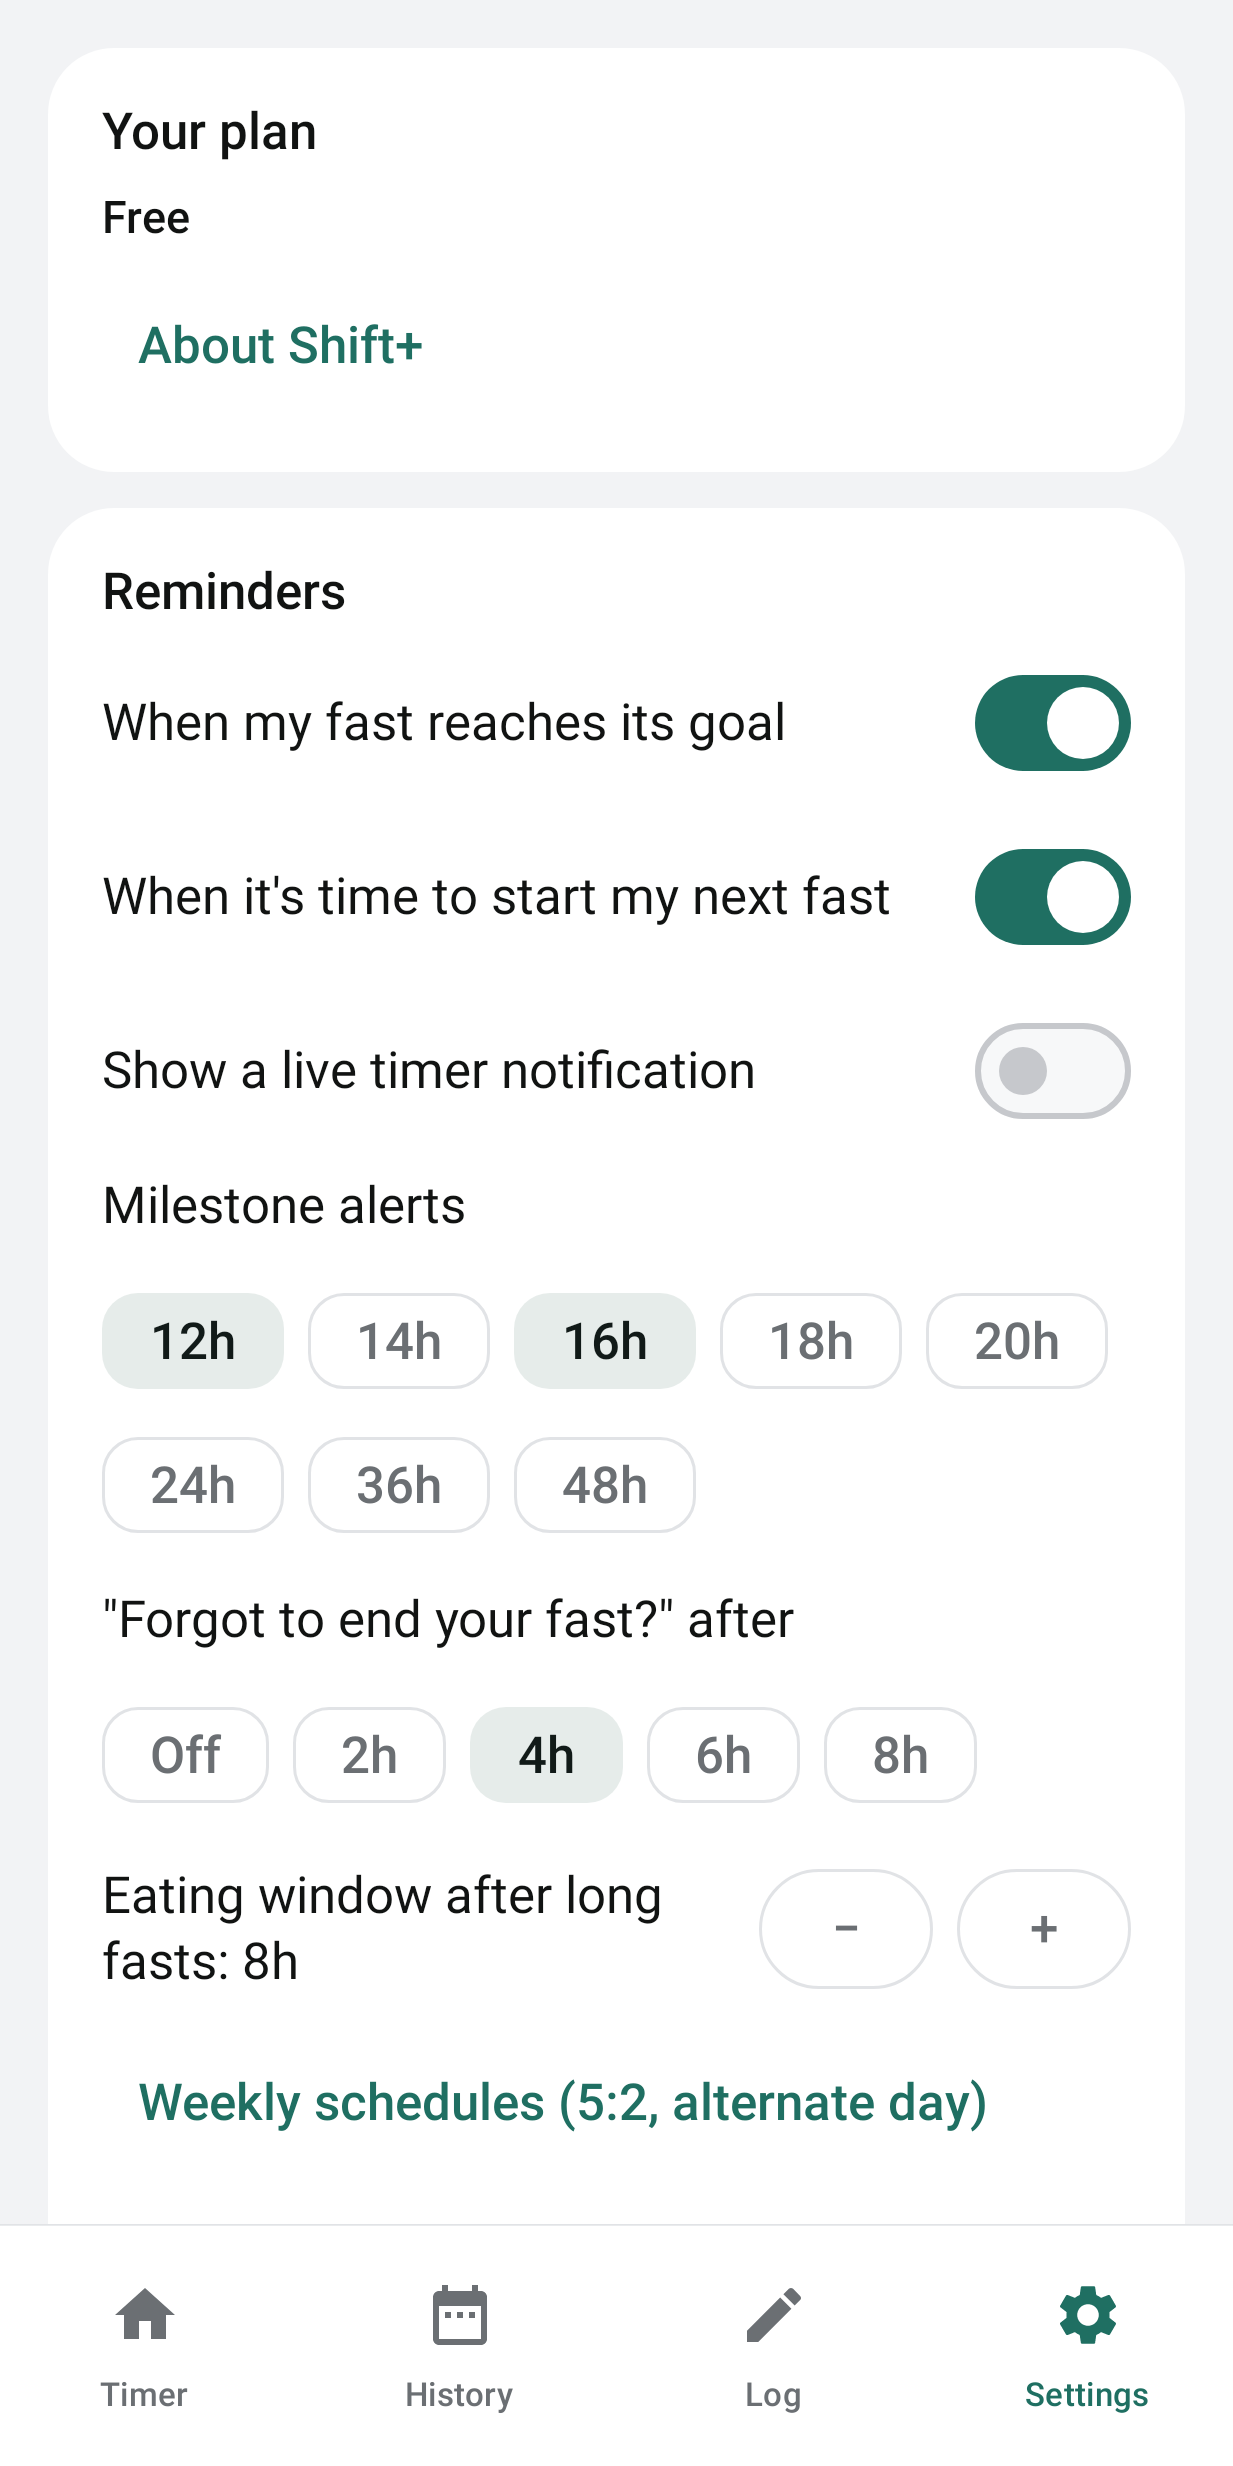 Your plan
Free
About Shift+
Reminders
When my fast reaches its goal
When it's time to start my next fast
Show a live timer notification
Milestone alerts
12h 14h 16h 18h 20h
24h 36h 48h
"Forgot to end your fast?" after
Off 2h 4h 6h 8h
Eating window after long
fasts: 8h
− +
Weekly schedules (5:2, alternate day)
Timer History Log Settings